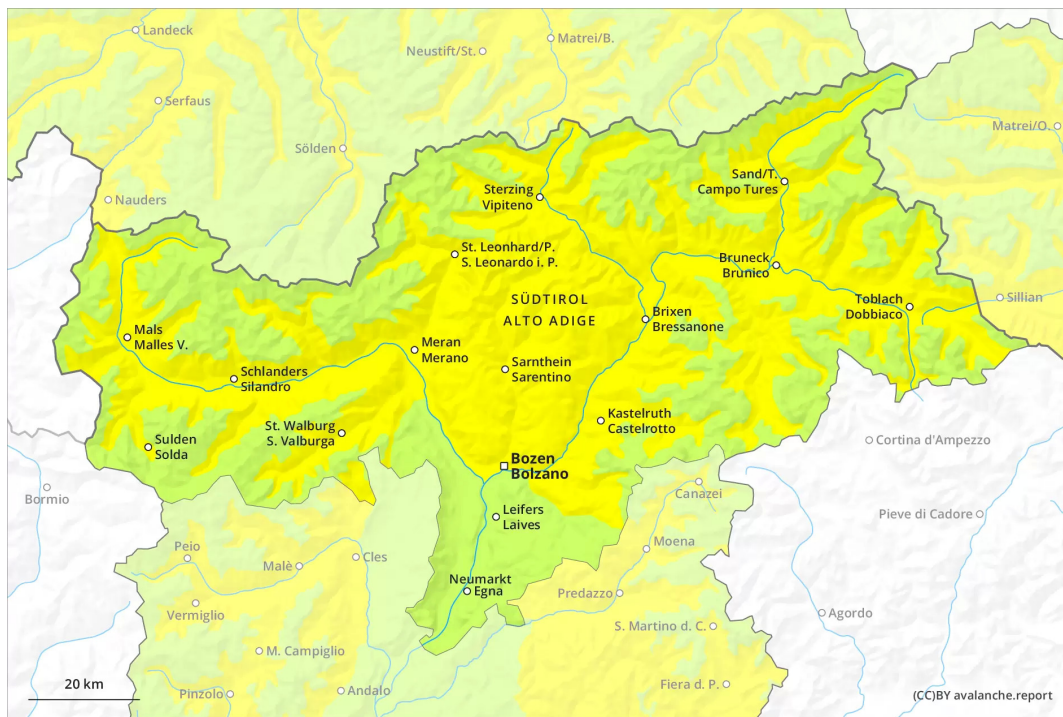 Landeck
Matrei/B.
Neustift/St.
Serfaus
Matrei/O.
Sölden
Sand/T.
Campo Tures
Sterzing
Vipiteno
Nauders
St. Leonhard/P.
S. Leonardo i. P.
Bruneck
Brunico
SÜDTIROL
ALTO ADIGE
Toblach
Dobbiaco
Sillian
Brixen
Bressanone
Mals
Malles V.
Meran
Merano
Sarnthein
Sarentino
Schlanders
Silandro
Kastelruth
Castelrotto
St. Walburg
S. Valburga
Sulden
Solda
Cortina d'Ampezzo
Bozen
Bolzano
Bormio
Canazei
Leifers
Laives
Pieve di Cadore
Moena
Peio
Cles
Malè
Neumarkt
Egna
Predazzo
Vermiglio
Agordo
S. Martino d. C.
M. Campiglio
20 km
Pinzolo
Andalo
Fiera d. P.
(CC)BY avalanche.report